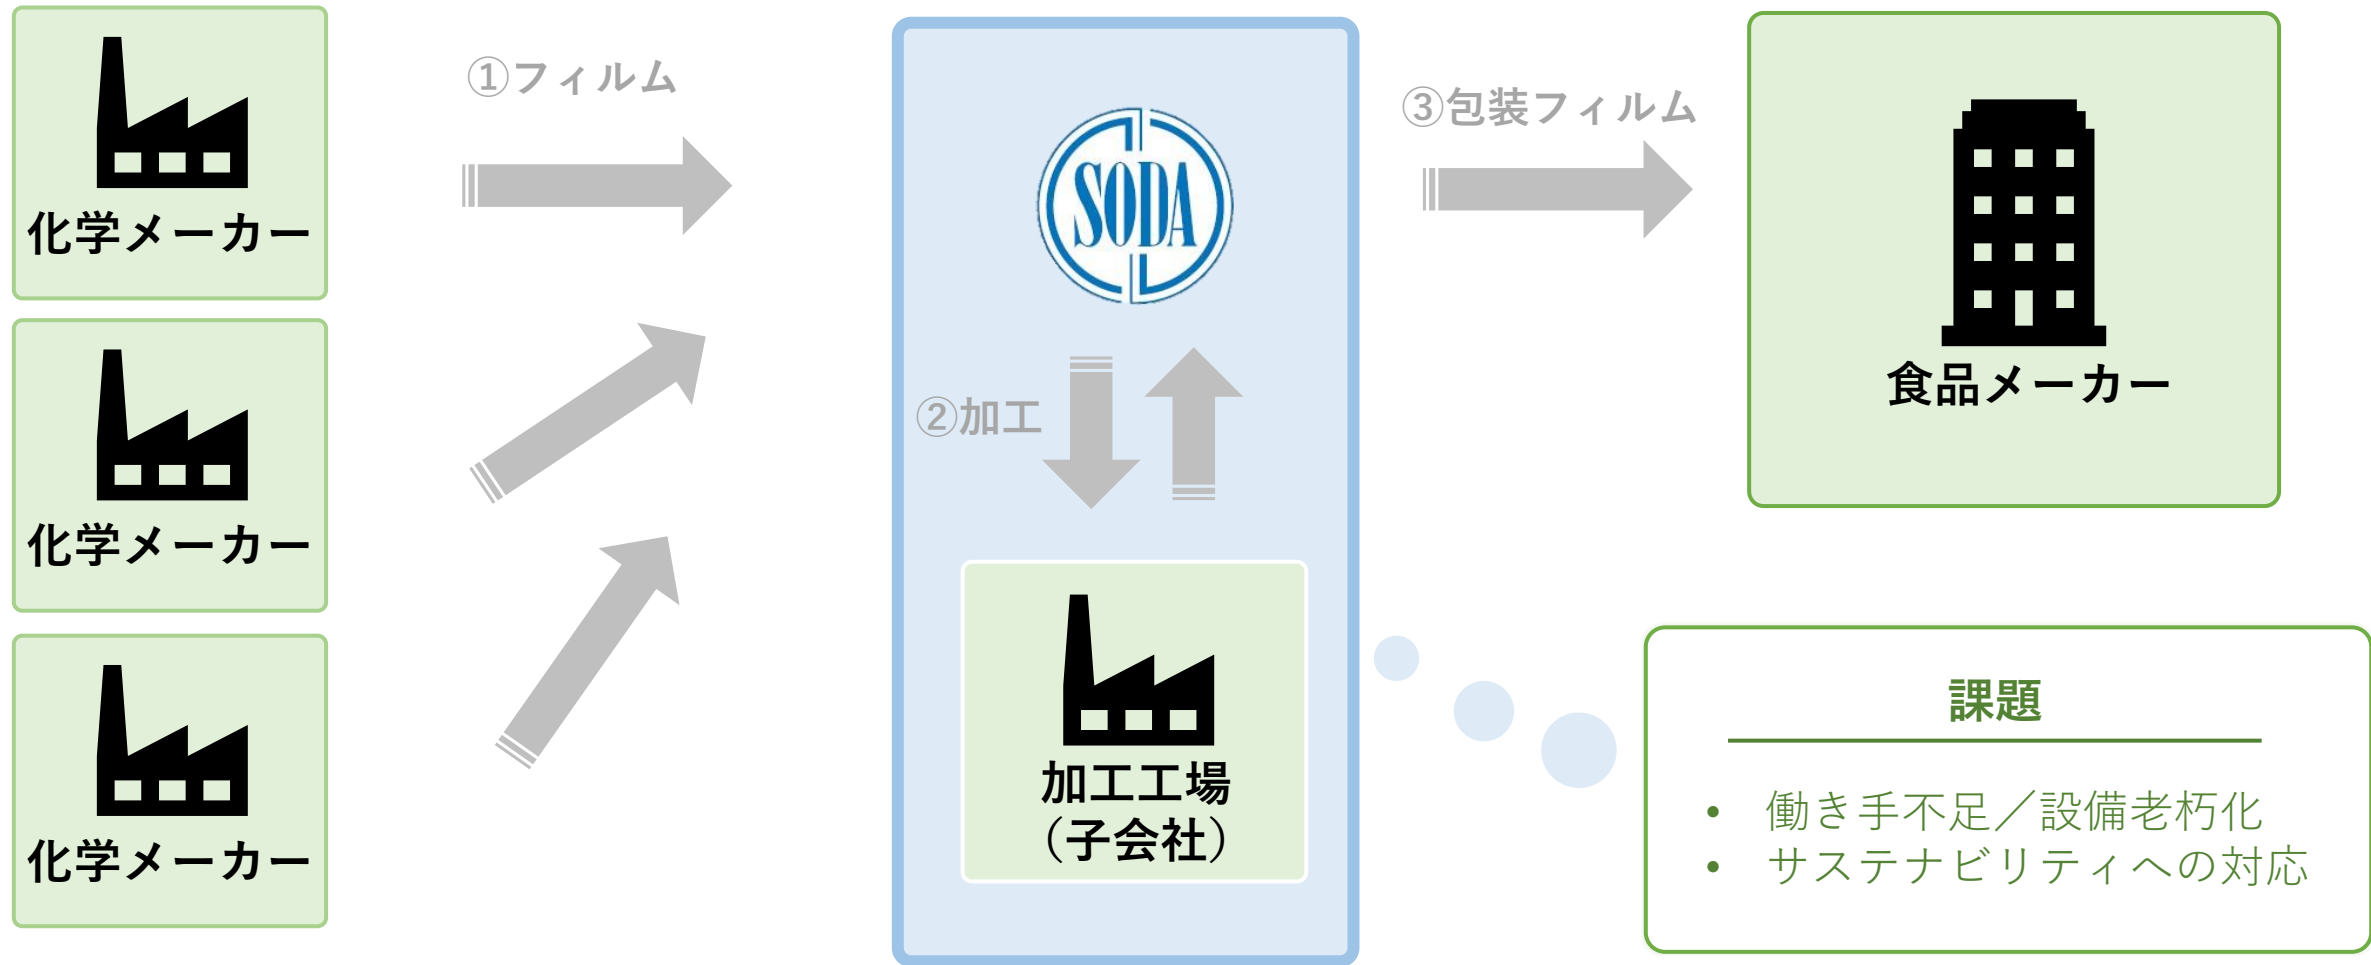 化学メーカー
化学メーカー
化学メーカー
①フィルム
SODA
②加工
加工工場
（子会社）
③包装フィルム
食品メーカー
課題
• 働き手不足／設備老朽化
• サステナビリティへの対応